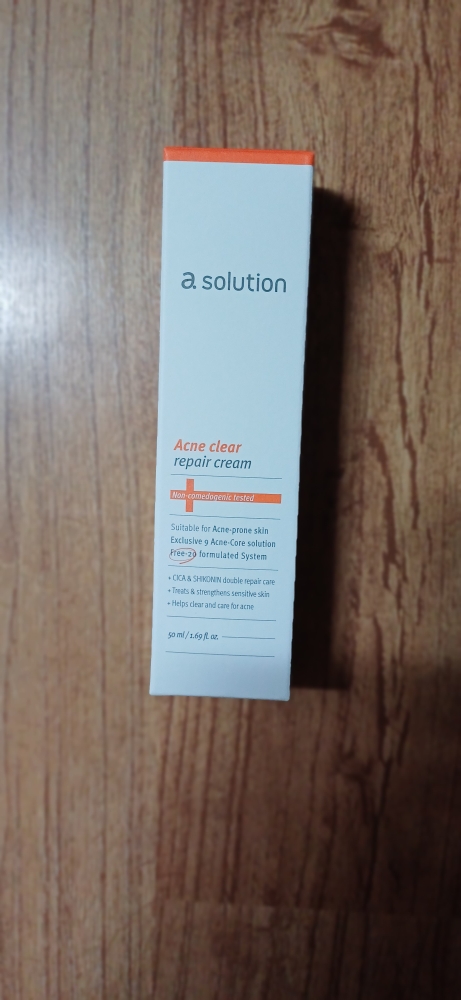 a solution
Acne clear
repair cream
Non-comedogenic tested
Suitable for Acne-prone skin
Exclusive 9 Acne-Core solution
Free-29 formulated System
+ CICA & SHIKONIN double repair care
+ Treats & strengthens sensitive skin
+ Helps clear and care for acne
50 ml / 1.69 fl. oz.